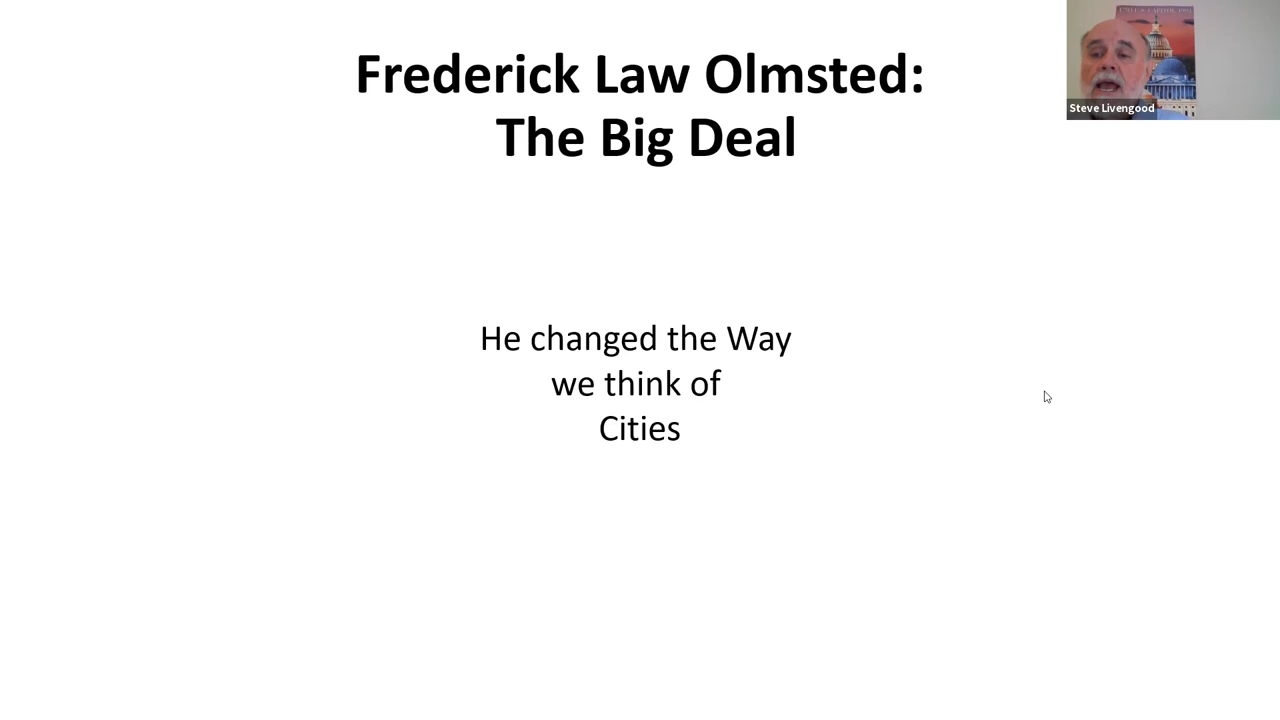 Frederick Law Olmsted:
The Big Deal
Steve Livengood
He changed the Way
we think of
Cities